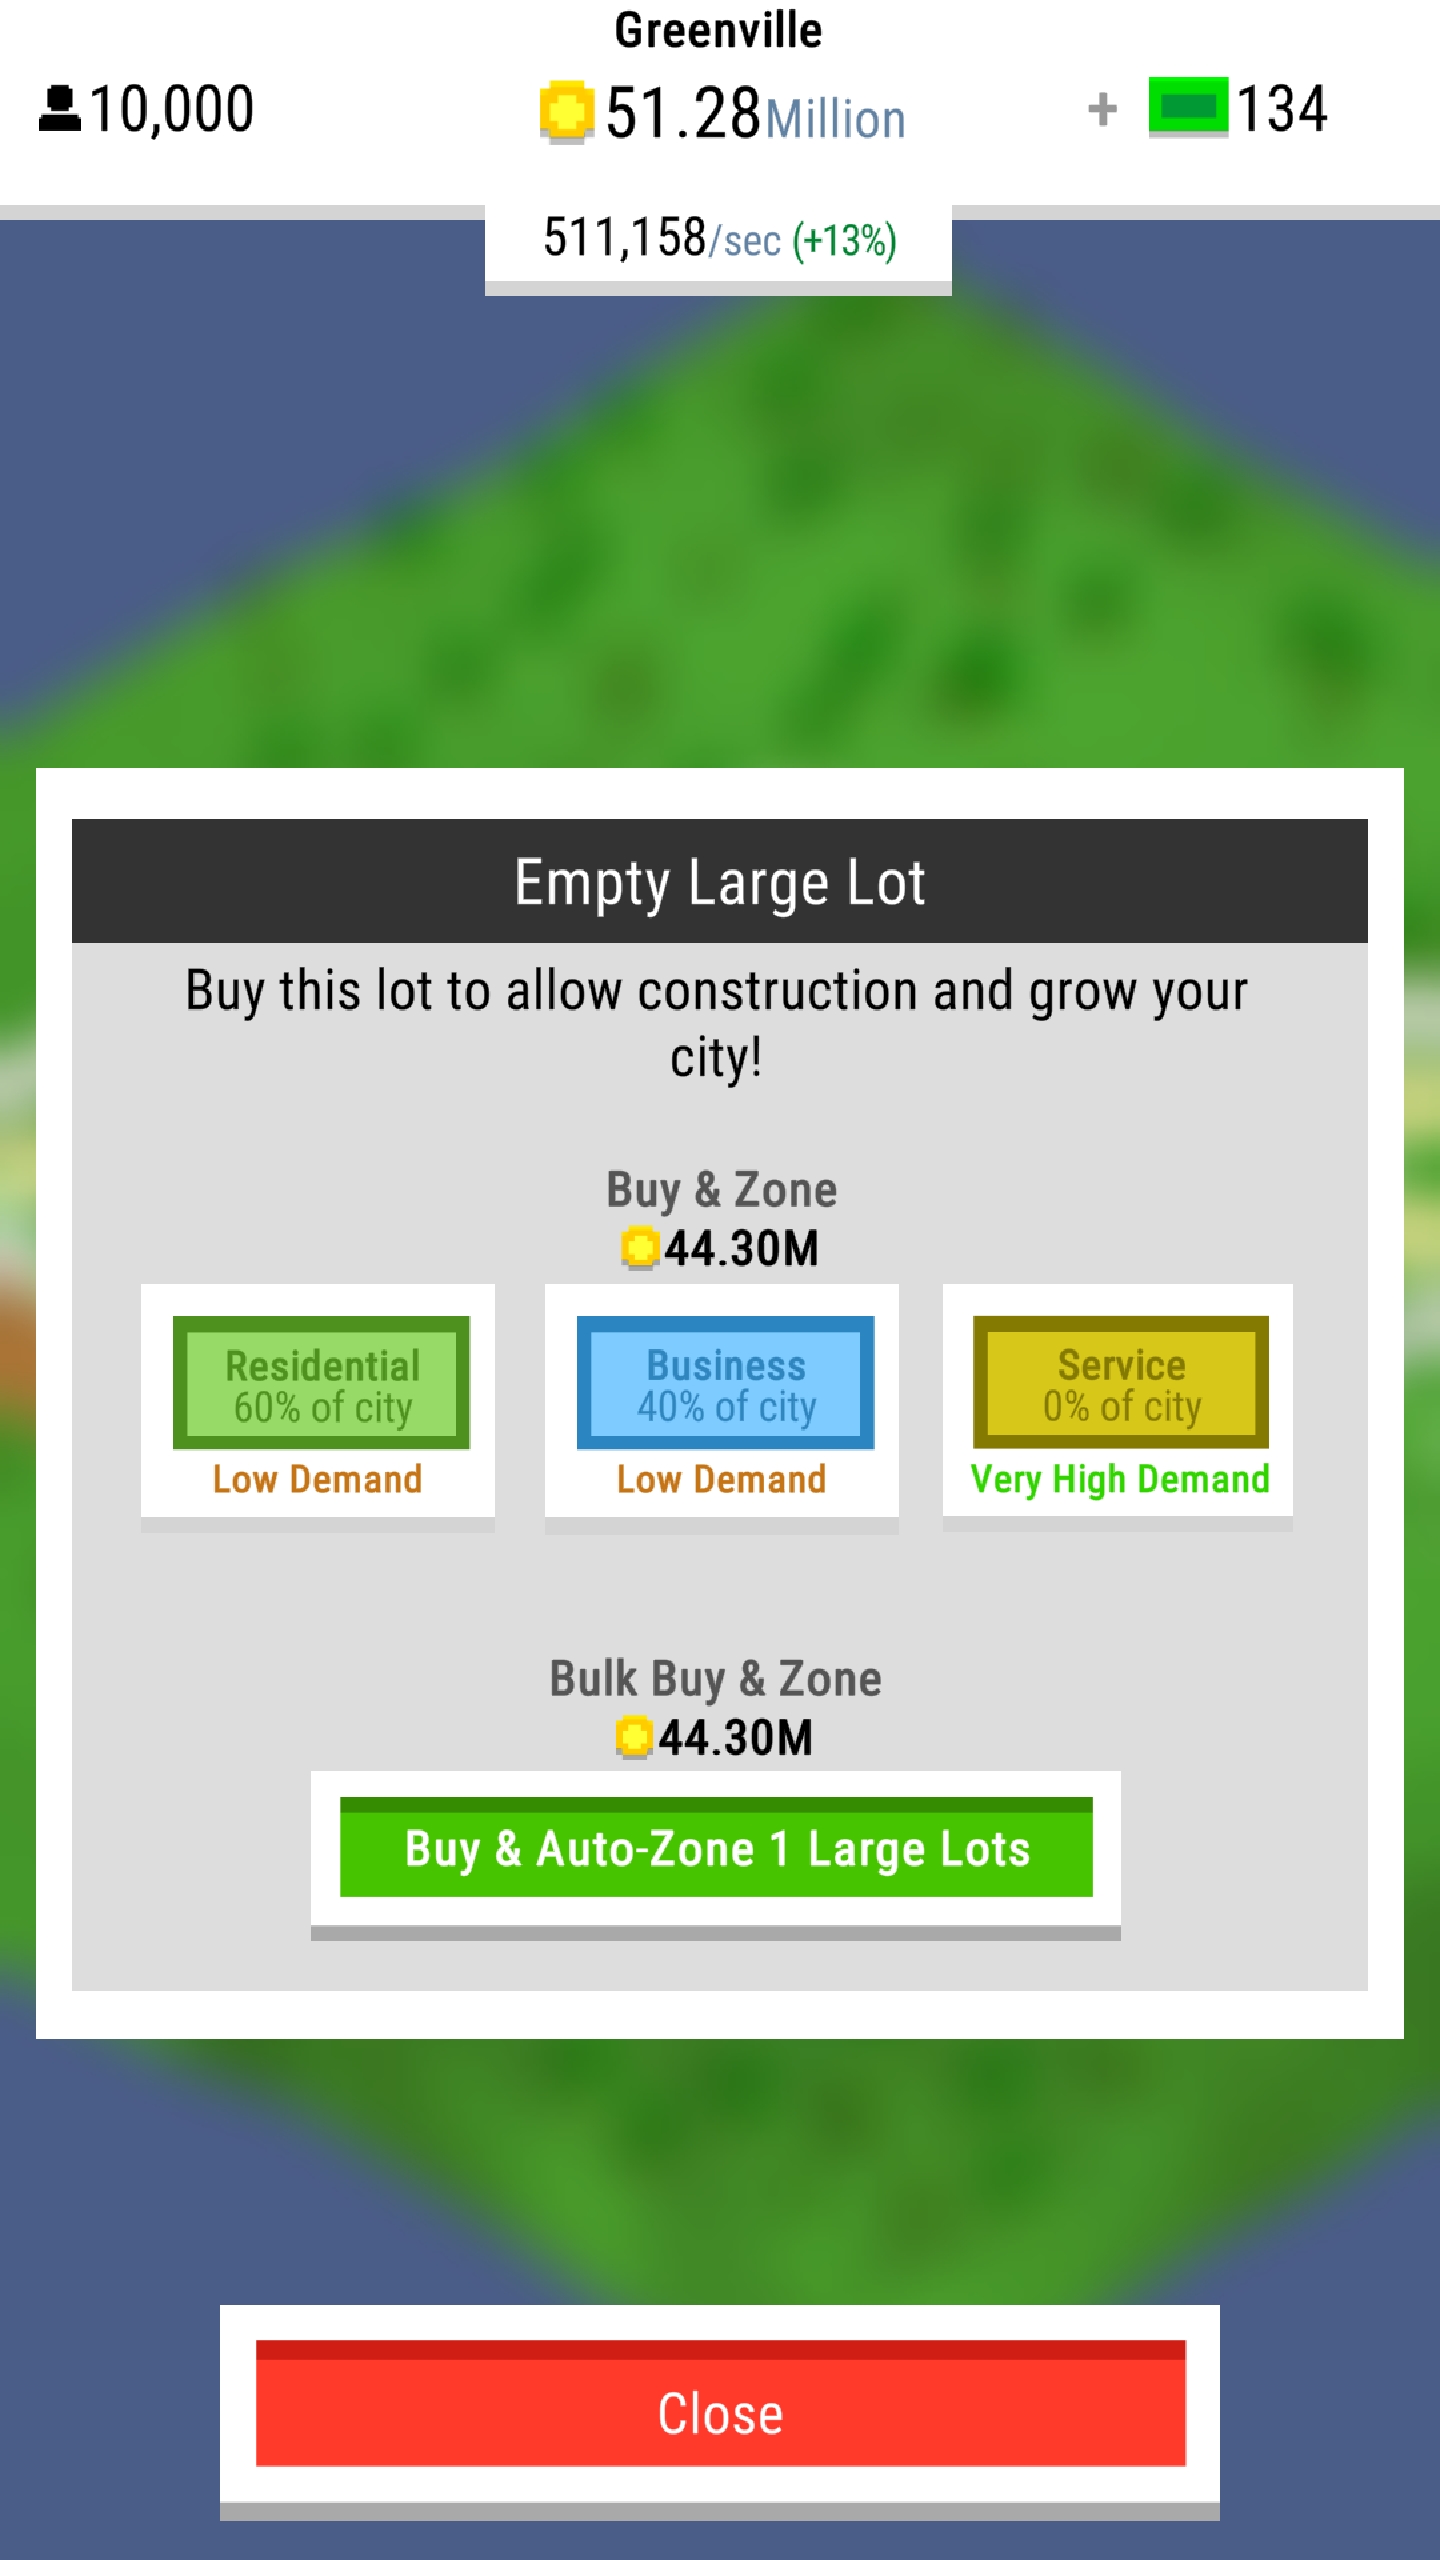 Greenville
10,000
51.28Million
+ 134
511,158/sec (+13%)
Empty Large Lot
Buy this lot to allow construction and grow your
city!
Buy & Zone
44.30M
Residential
60% of city
Low Demand
Business
40% of city
Low Demand
Service
0% of city
Very High Demand
Bulk Buy & Zone
44.30M
Buy & Auto-Zone 1 Large Lots
Close